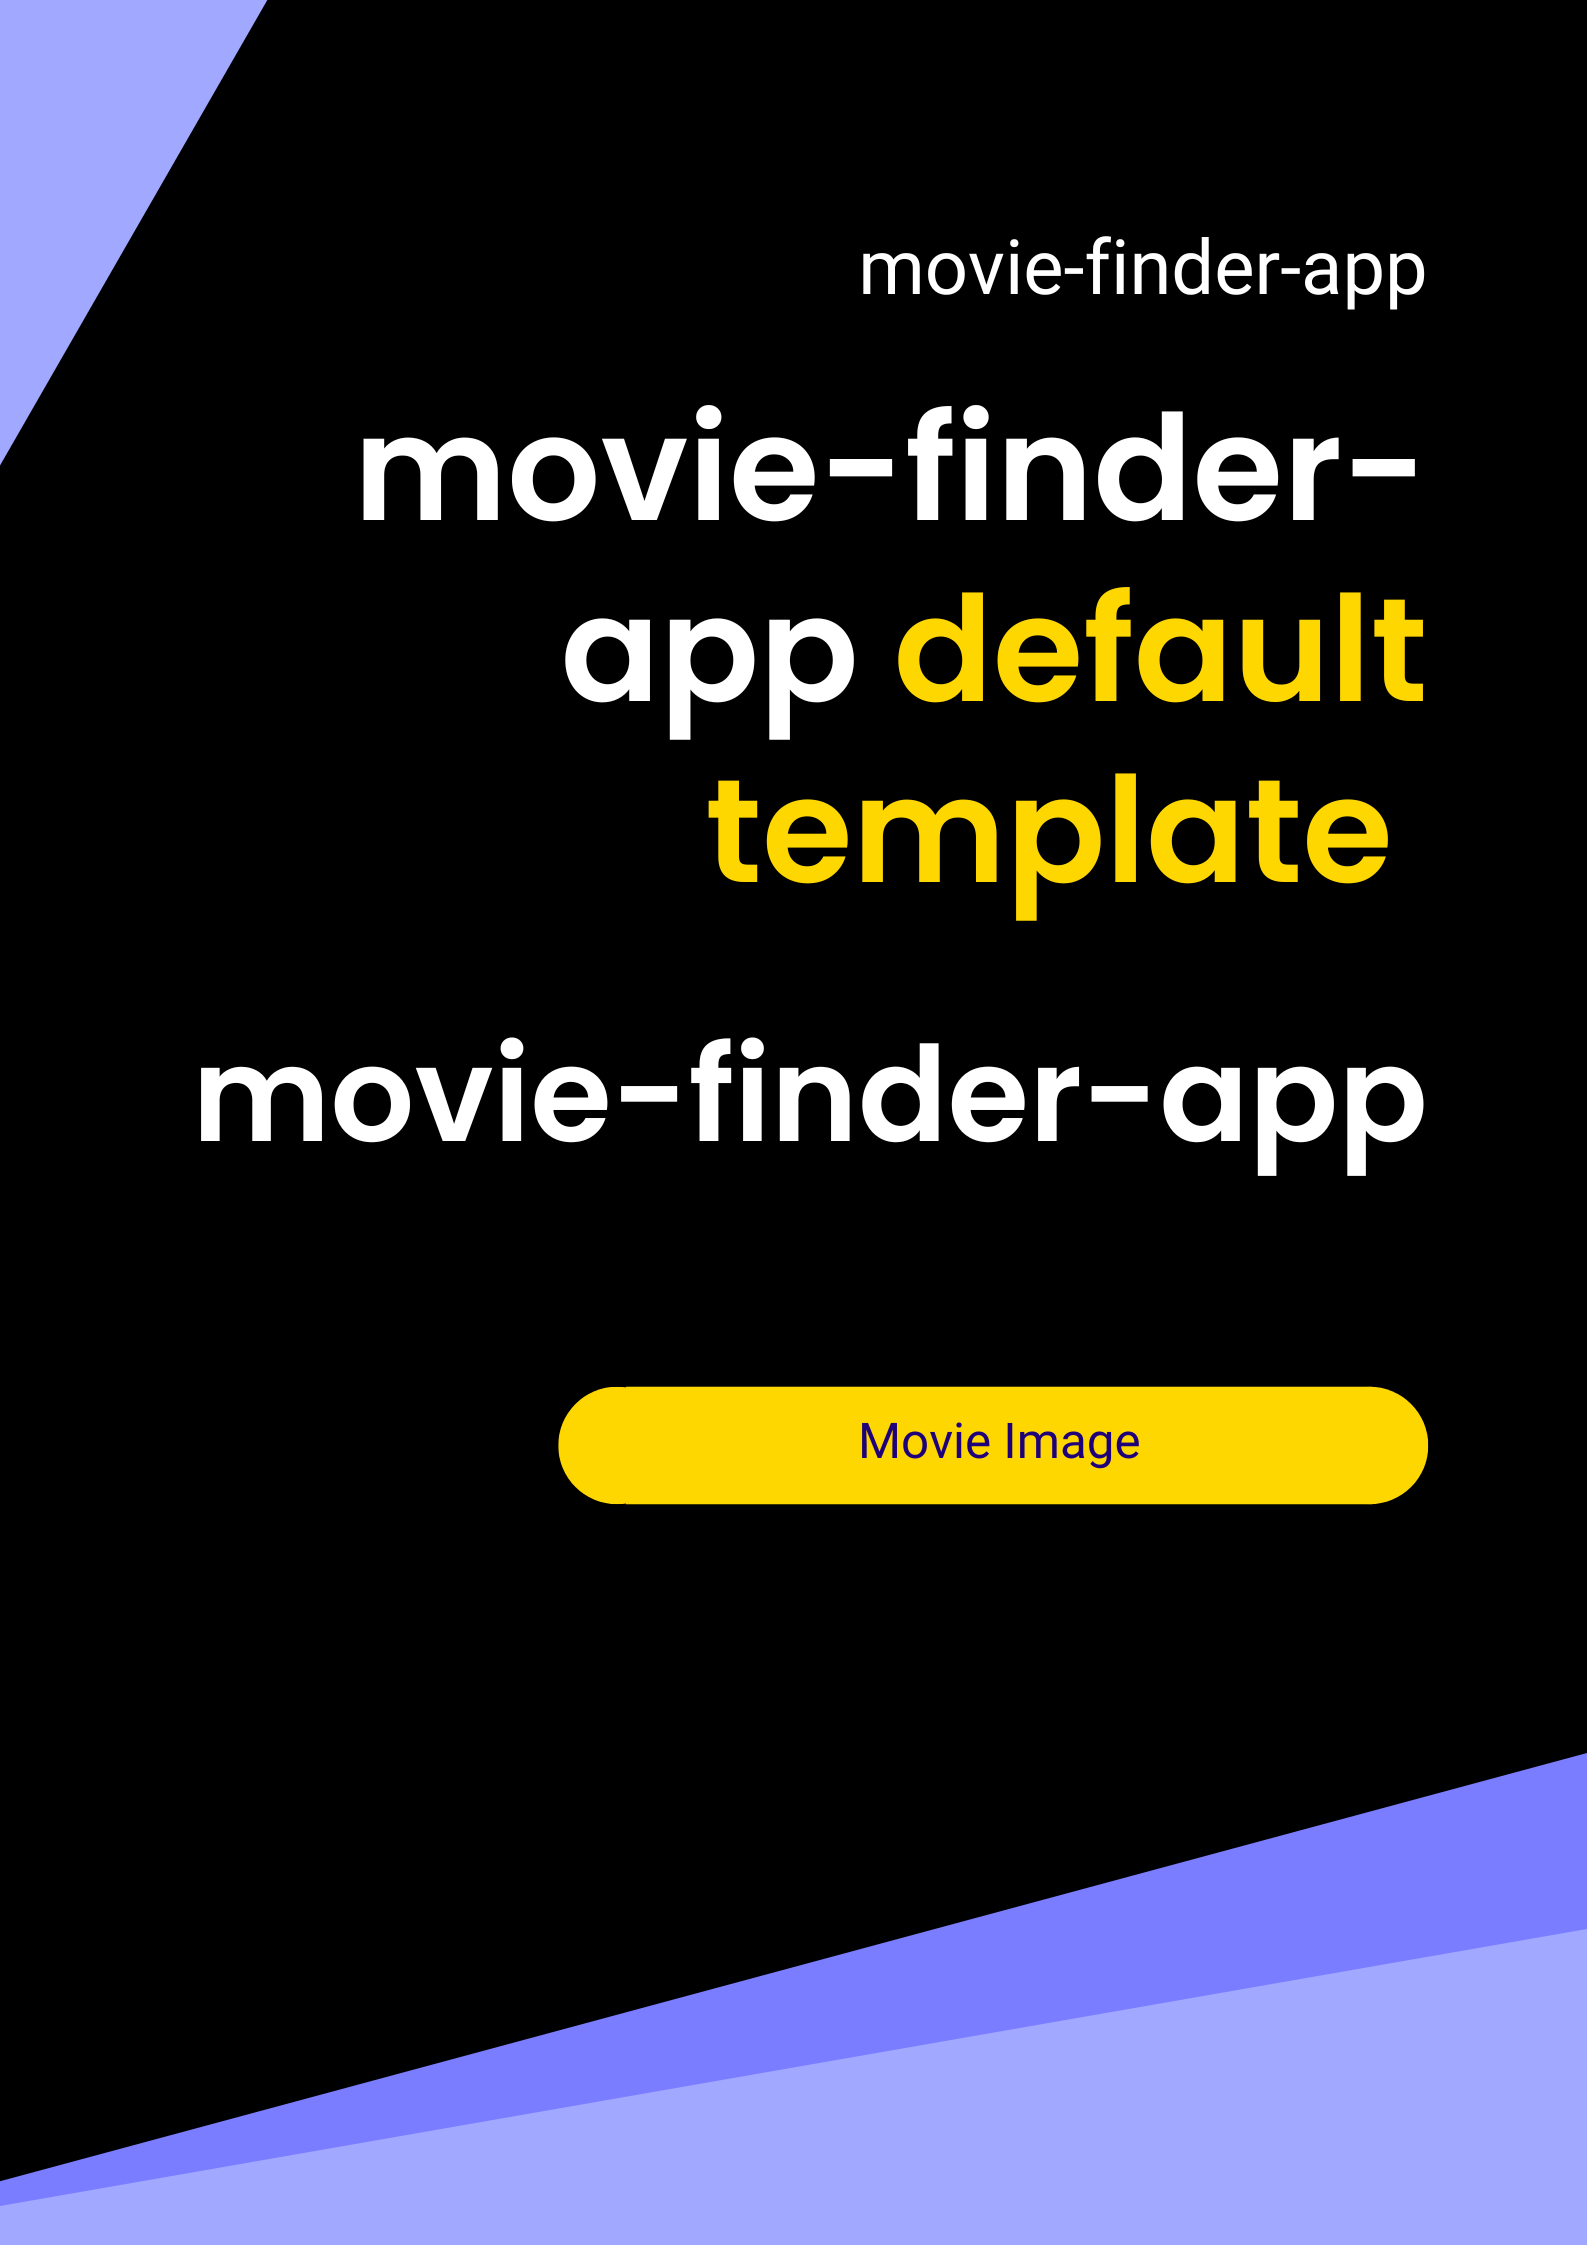 movie-finder-app
movie-finder-
app default
template
movie-finder-app
Movie Image